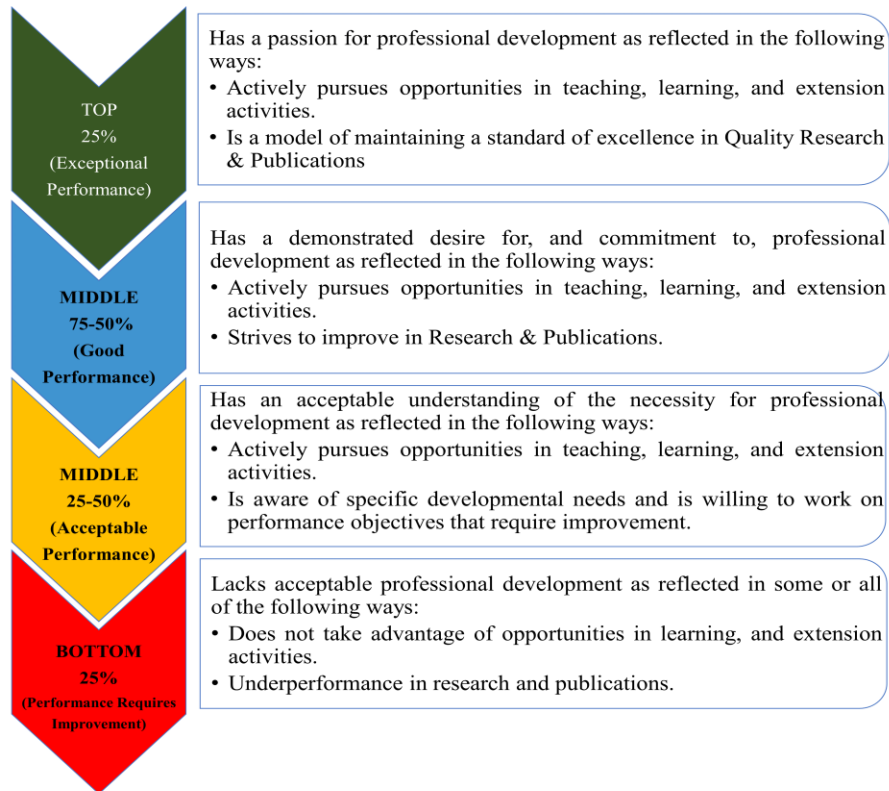 TOP
25%
(Exceptional
Performance)
Has a passion for professional development as reflected in the following
ways:
• Actively pursues opportunities in teaching, learning, and extension
activities.
• Is a model of maintaining a standard of excellence in Quality Research
& Publications
MIDDLE
75-50%
(Good
Performance)
Has a demonstrated desire for, and commitment to, professional
development as reflected in the following ways:
• Actively pursues opportunities in teaching, learning, and extension
activities.
• Strives to improve in Research & Publications.
MIDDLE
25-50%
(Acceptable
Performance)
Has an acceptable understanding of the necessity for professional
development as reflected in the following ways:
• Actively pursues opportunities in teaching, learning, and extension
activities.
• Is aware of specific developmental needs and is willing to work on
performance objectives that require improvement.
BOTTOM
25%
(Performance Requires
Improvement)
Lacks acceptable professional development as reflected in some or all
of the following ways:
• Does not take advantage of opportunities in learning, and extension
activities.
• Underperformance in research and publications.